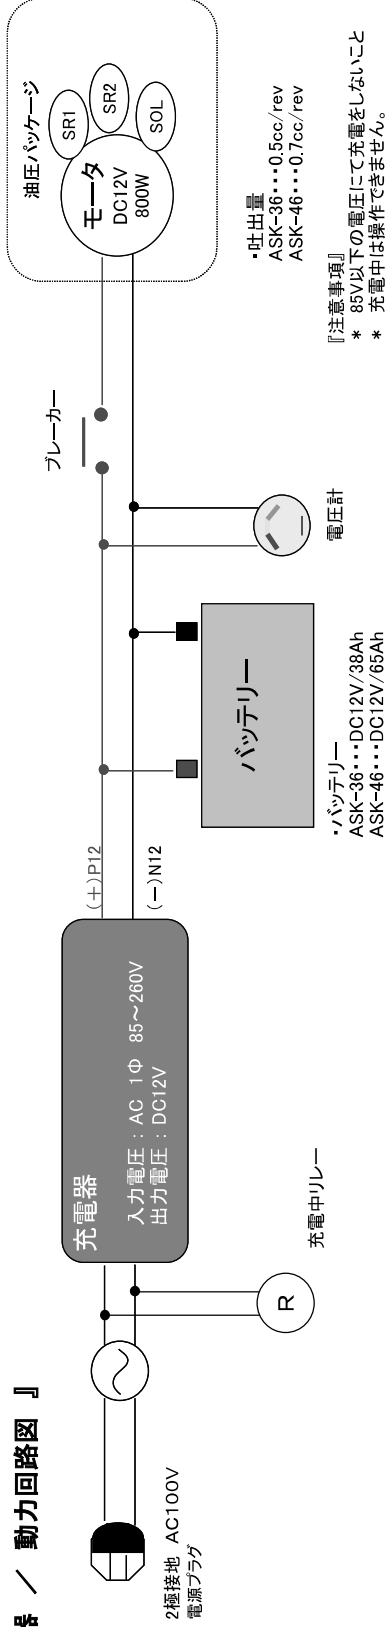 器 ／ 動力回路図 』
2極接地 AC100V
電源プラグ
R
充電中リレー
充電器
入力電圧 : AC 1Φ 85～260V
出力電圧 : DC12V
(+)P12
(−)N12
バッテリー
・バッテリー
ASK-36・・・DC12V/38Ah
ASK-46・・・DC12V/65Ah
電圧計
ブレーカー
油圧パッケージ
SR1
SR2
SOL
モータ
DC12V
800W
・吐出量
ASK-36・・・0.5cc/rev
ASK-46・・・0.7cc/rev
『注意事項』
* 85V以下の電圧にて充電をしないこと
* 充電中は操作できません。